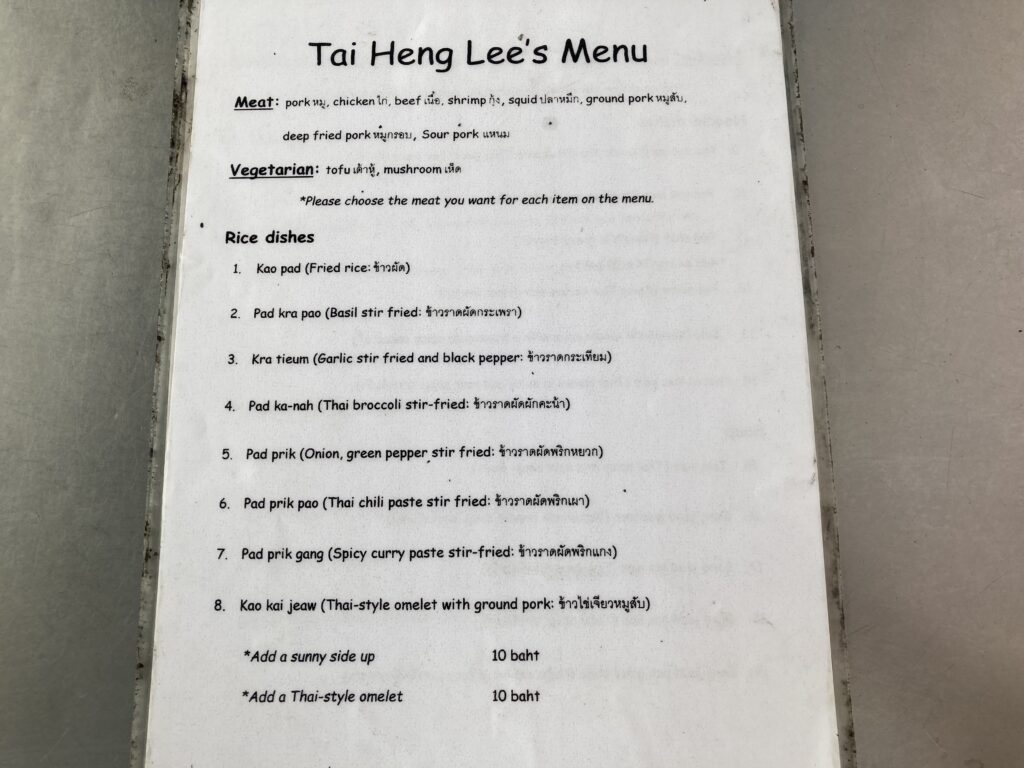 Tai Heng Lee's Menu
Meat: pork หมู, chicken ไก่, beef เนื้อ, shrimp กุ้ง, squid ปลาหมึก, ground pork หมูสับ,
deep fried pork หมูกรอบ, Sour pork แหนม
Vegetarian: tofu เต้าหู้, mushroom เห็ด
*Please choose the meat you want for each item on the menu.
Rice dishes
1. Kao pad (Fried rice: ข้าวผัด)
2. Pad kra pao (Basil stir fried: ข้าวราดผัดกระเพรา)
3. Kra tieum (Garlic stir fried and black pepper: ข้าวราดกระเทียม)
4. Pad ka-nah (Thai broccoli stir-fried: ข้าวราดผัดผักคะน้า)
5. Pad prik (Onion, green pepper stir fried: ข้าวราดผัดพริกหยวก)
6. Pad prik pao (Thai chili paste stir fried: ข้าวราดผัดพริกเผา)
7. Pad prik gang (Spicy curry paste stir-fried: ข้าวราดผัดพริกแกง)
8. Kao kai jeaw (Thai-style omelet with ground pork: ข้าวไข่เจียวหมูสับ)
*Add a sunny side up 10 baht
*Add a Thai-style omelet 10 baht